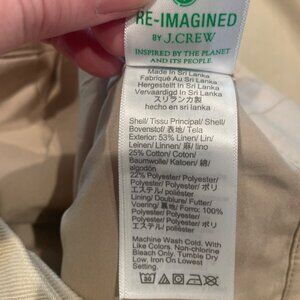 RE-IMAGINED
BY J.CREW
INSPIRED BY THE PLANET
AND ITS PEOPLE.
Made In Sri Lanka
Fabriqué Au Sri Lanka
Hergestellt In Sri Lanka
Vervaardigd In Sri Lanka
スリランカ製
hecho en sri lanka
Shell/Tissu Principal/ Shell/
Bovenstof/ 表地/ Tela
Exterior: 53% Linen/ Lin/
Leinen/ Linnen/ 麻/ lino
25% Cotton/ Coton/
Baumwolle/ Katoen/ 綿/
algodón
22% Polyester/ Polyester/
Polyester/ Polyester/ ポリ
エステル/ poliéster
Lining/ Doublure/ Futter/
Voering/ 裏地/ Forro: 100%
Polyester/ Polyester/
Polyester/ Polyester/ ポリ
エステル/ poliéster
Machine Wash Cold. With
Like Colors. Non-Chlorine
Bleach Only. Tumble Dry
Low. Iron On Lowest
Setting.
30